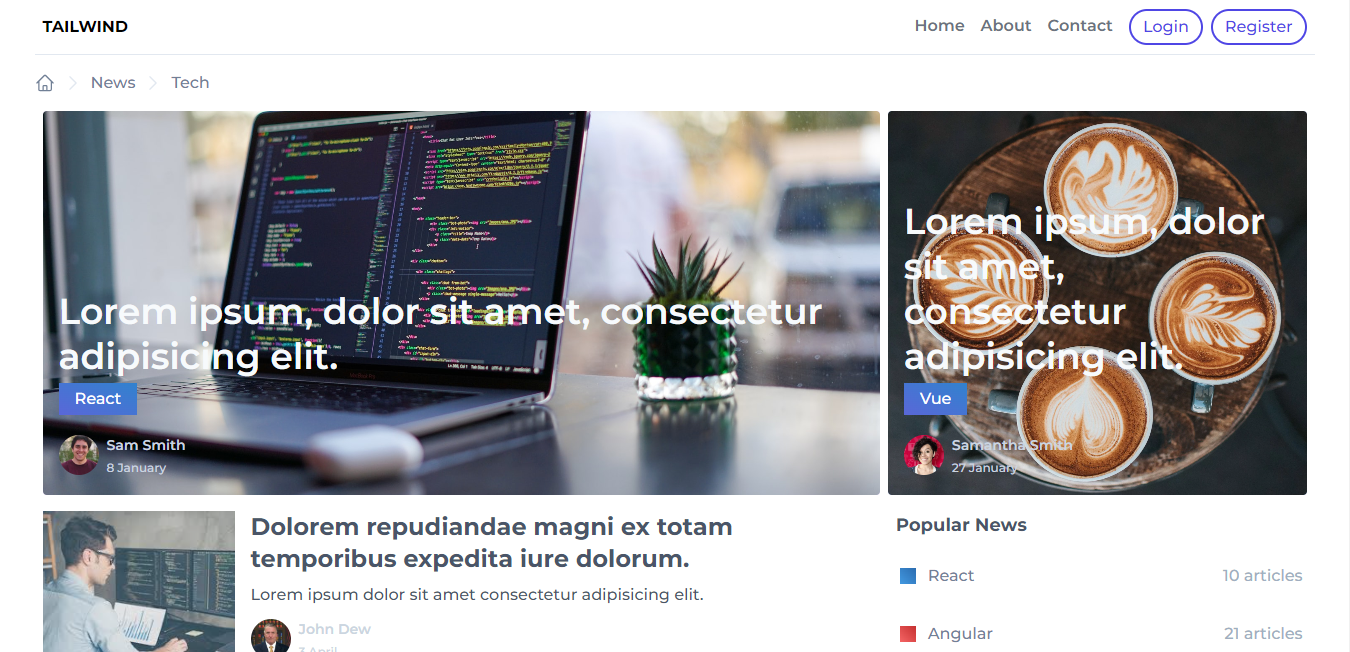 TAILWIND
Home About Contact Login Register
News Tech
Lorem ipsum, dolor sit amet, consectetur
adipisicing elit.
React
Sam Smith
8 January
Lorem ipsum, dolor
sit amet,
consectetur
adipisicing elit.
Vue
Samantha Smith
27 January
Dolorem repudiandae magni ex totam
temporibus expedita iure dolorum.
Lorem ipsum dolor sit amet consectetur adipisicing elit.
John Dew
3 April
Popular News
React 10 articles
Angular 21 articles